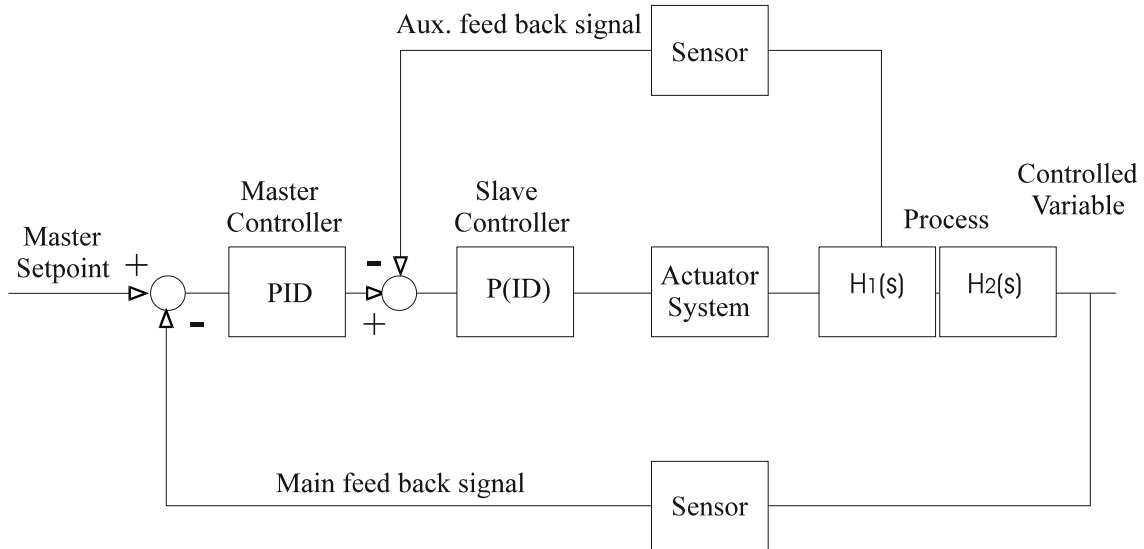 Aux. feed back signal
Sensor
Master
Controller
Slave
Controller
Controlled
Variable
Process
Master
Setpoint
+
-
PID
-
+
P(ID)
Actuator
System
H1(s)
H2(s)
Main feed back signal
Sensor